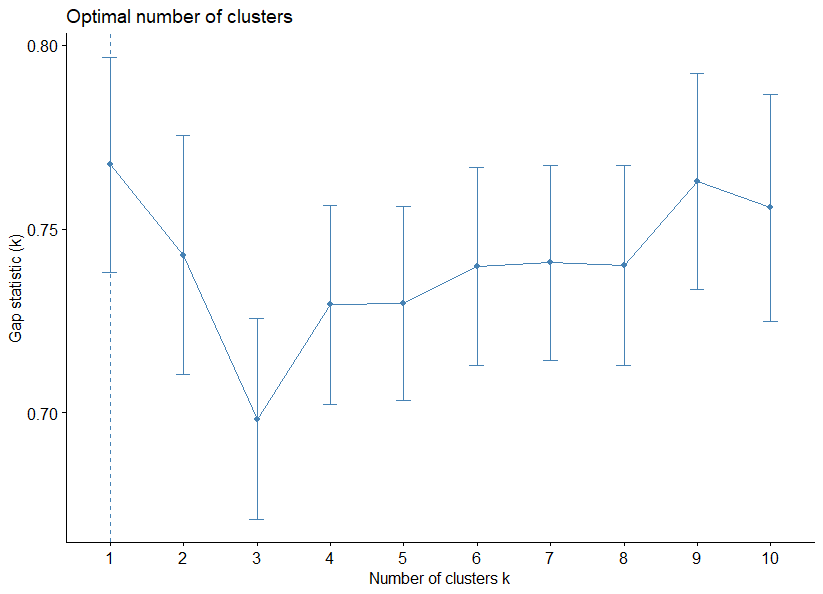 Optimal number of clusters
0.80
0.75
0.70
Gap statistic (k)
1 2 3 4 5 6 7 8 9 10
Number of clusters k